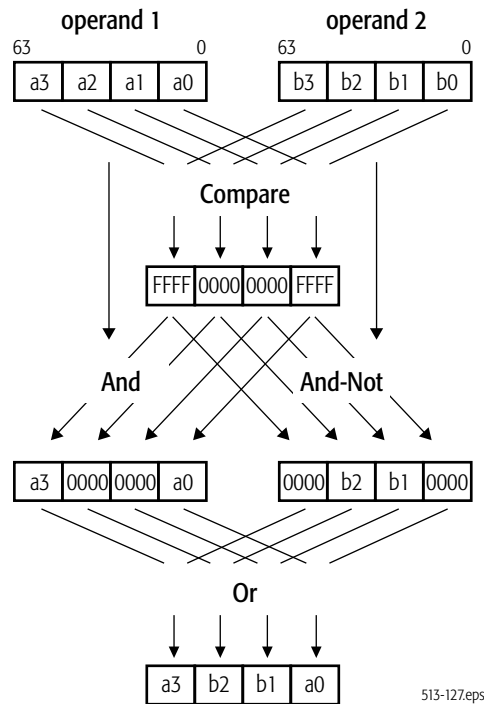 operand 1 operand 2
63 0 63 0
a3 a2 a1 a0 b3 b2 b1 b0
Compare
FFFF 0000 0000 FFFF
And And-Not
a3 0000 0000 a0 0000 b2 b1 0000
Or
a3 b2 b1 a0
513-127.eps